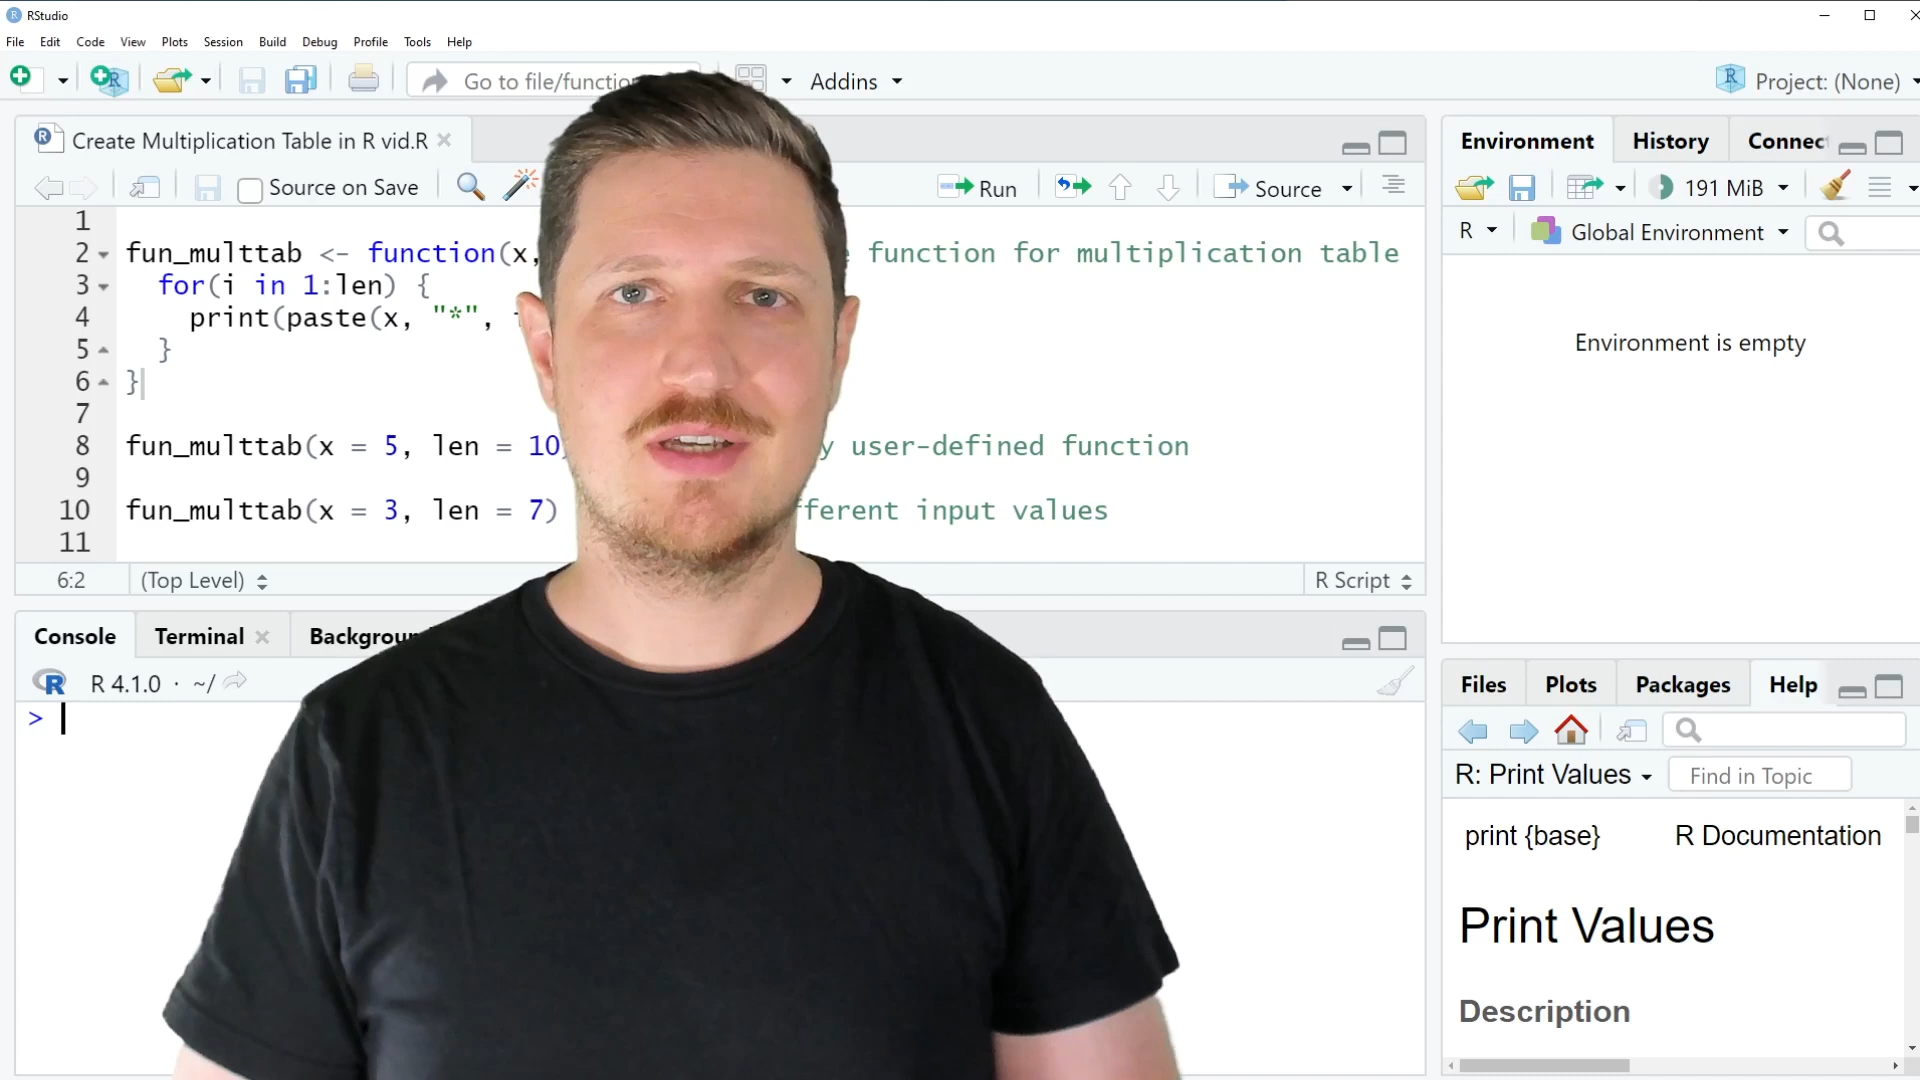 RStudio
File Edit Code View Plots Session Build Debug Profile Tools Help
Go to file/function Addins Project: (None)
Create Multiplication Table in R vid.R
Source on Save Run Source
1
2 fun_multtab <- function(x, function for multiplication table
3 for(i in 1:len) {
4 print(paste(x, "*",
5 }
6 }
7
8 fun_multtab(x = 5, len = 10) y user-defined function
9
10 fun_multtab(x = 3, len = 7) fferent input values
11
6:2 (Top Level) R Script
Console Terminal Backgroun
R 4.1.0 · ~/
>
Environment History Connec
191 MiB
R Global Environment
Environment is empty
Files Plots Packages Help
R: Print Values Find in Topic
print {base} R Documentation
Print Values
Description